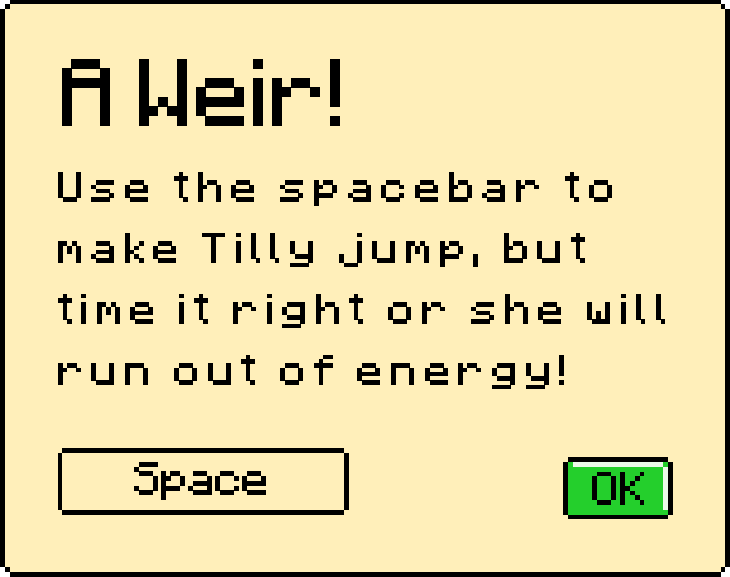 A Weir!
Use the spacebar to
make Tilly jump, but
time it right or she will
run out of energy!
Space
OK